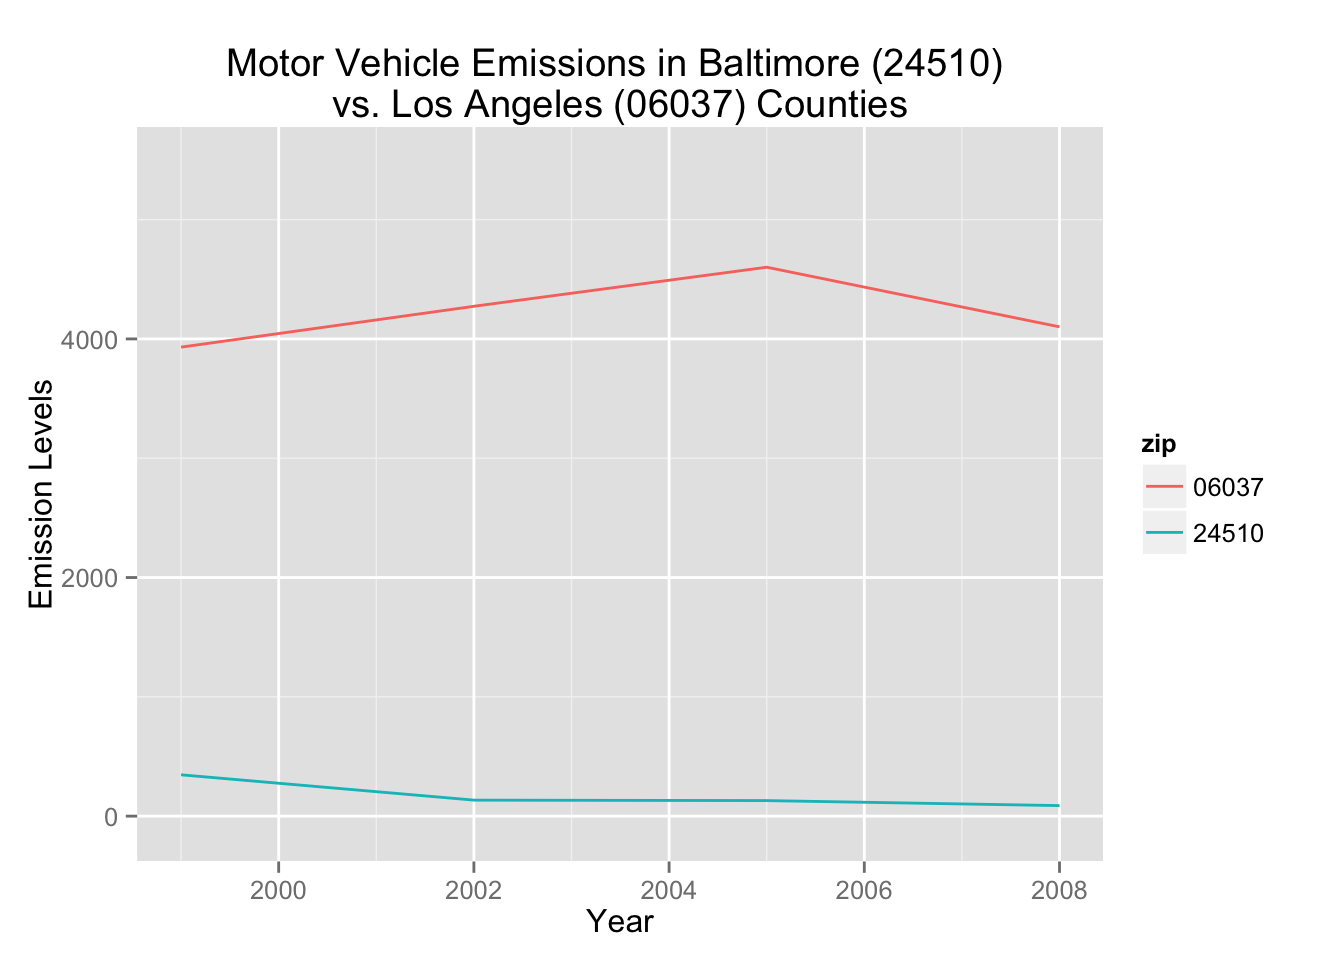 Motor Vehicle Emissions in Baltimore (24510)
vs. Los Angeles (06037) Counties
Emission Levels
4000
2000
0
2000
2002
2004
2006
2008
Year
zip
06037
24510